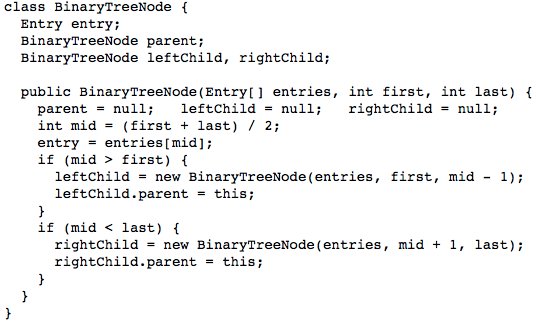 class BinaryTreeNode {
  Entry entry;
  BinaryTreeNode parent;
  BinaryTreeNode leftChild, rightChild;

  public BinaryTreeNode(Entry[] entries, int first, int last) {
    parent = null;   leftChild = null;   rightChild = null;
    int mid = (first + last) / 2;
    entry = entries[mid];
    if (mid > first) {
      leftChild = new BinaryTreeNode(entries, first, mid - 1);
      leftChild.parent = this;
    }
    if (mid < last) {
      rightChild = new BinaryTreeNode(entries, mid + 1, last);
      rightChild.parent = this;
    }
  }
}